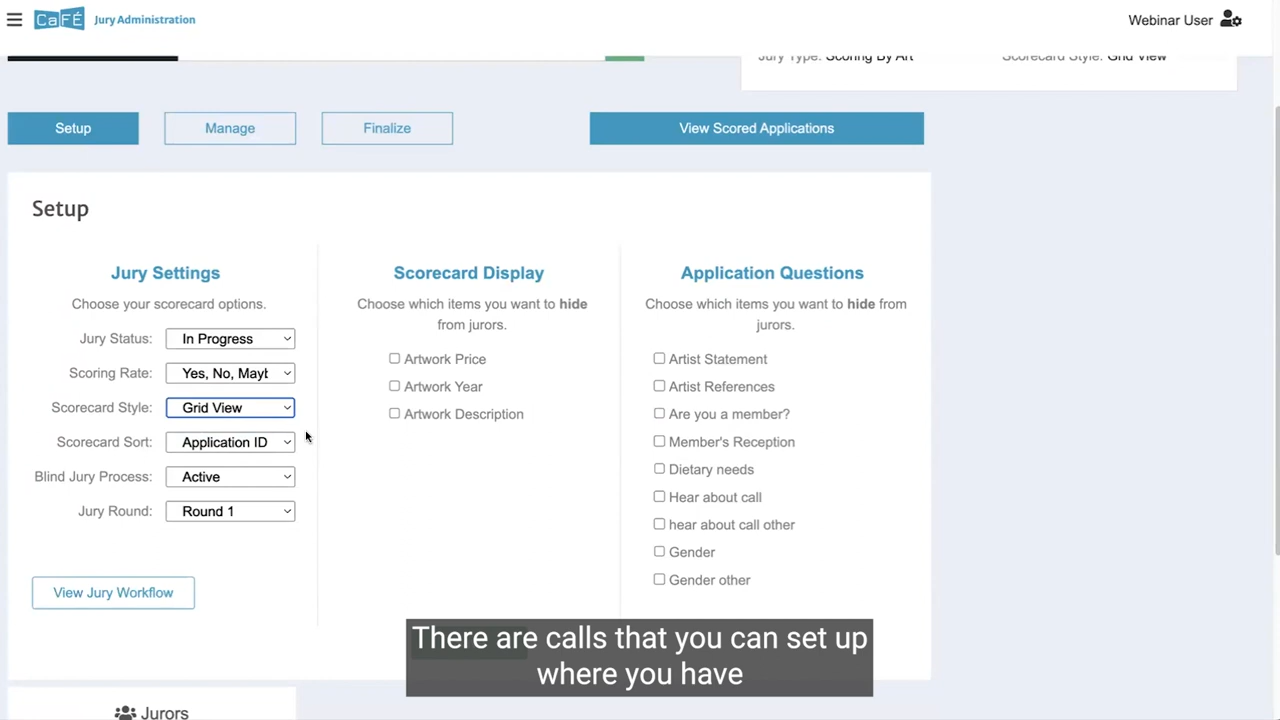 CaFÉ Jury Administration
Webinar User
Jury Type: Scoring By Art
Scorecard Style: Grid View
Setup
Manage
Finalize
View Scored Applications
Setup
Jury Settings
Choose your scorecard options.
Jury Status: In Progress
Scoring Rate: Yes, No, Mayb
Scorecard Style: Grid View
Scorecard Sort: Application ID
Blind Jury Process: Active
Jury Round: Round 1
View Jury Workflow
Scorecard Display
Choose which items you want to hide
from jurors.
Artwork Price
Artwork Year
Artwork Description
Application Questions
Choose which items you want to hide from
jurors.
Artist Statement
Artist References
Are you a member?
Member's Reception
Dietary needs
Hear about call
hear about call other
Gender
Gender other
There are calls that you can set up
where you have
Jurors